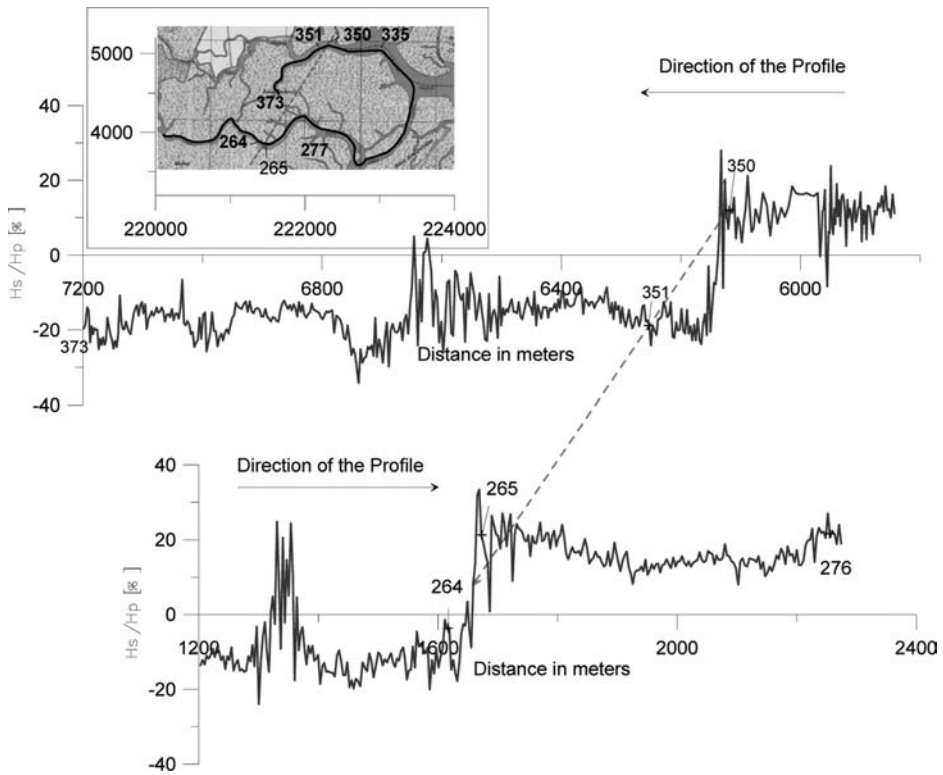 351 350 335
5000
Direction of the Profile
373
40
4000
264
277
265
350
20
220000 222000 224000
Hs/Hp [%]
0
7200 6800 6400 6000
351
-20
373
Distance in meters
-40
40
Direction of the Profile
265
20
264
276
Hs/Hp [%]
0
1200 1600 2000 2400
Distance in meters
-20
-40